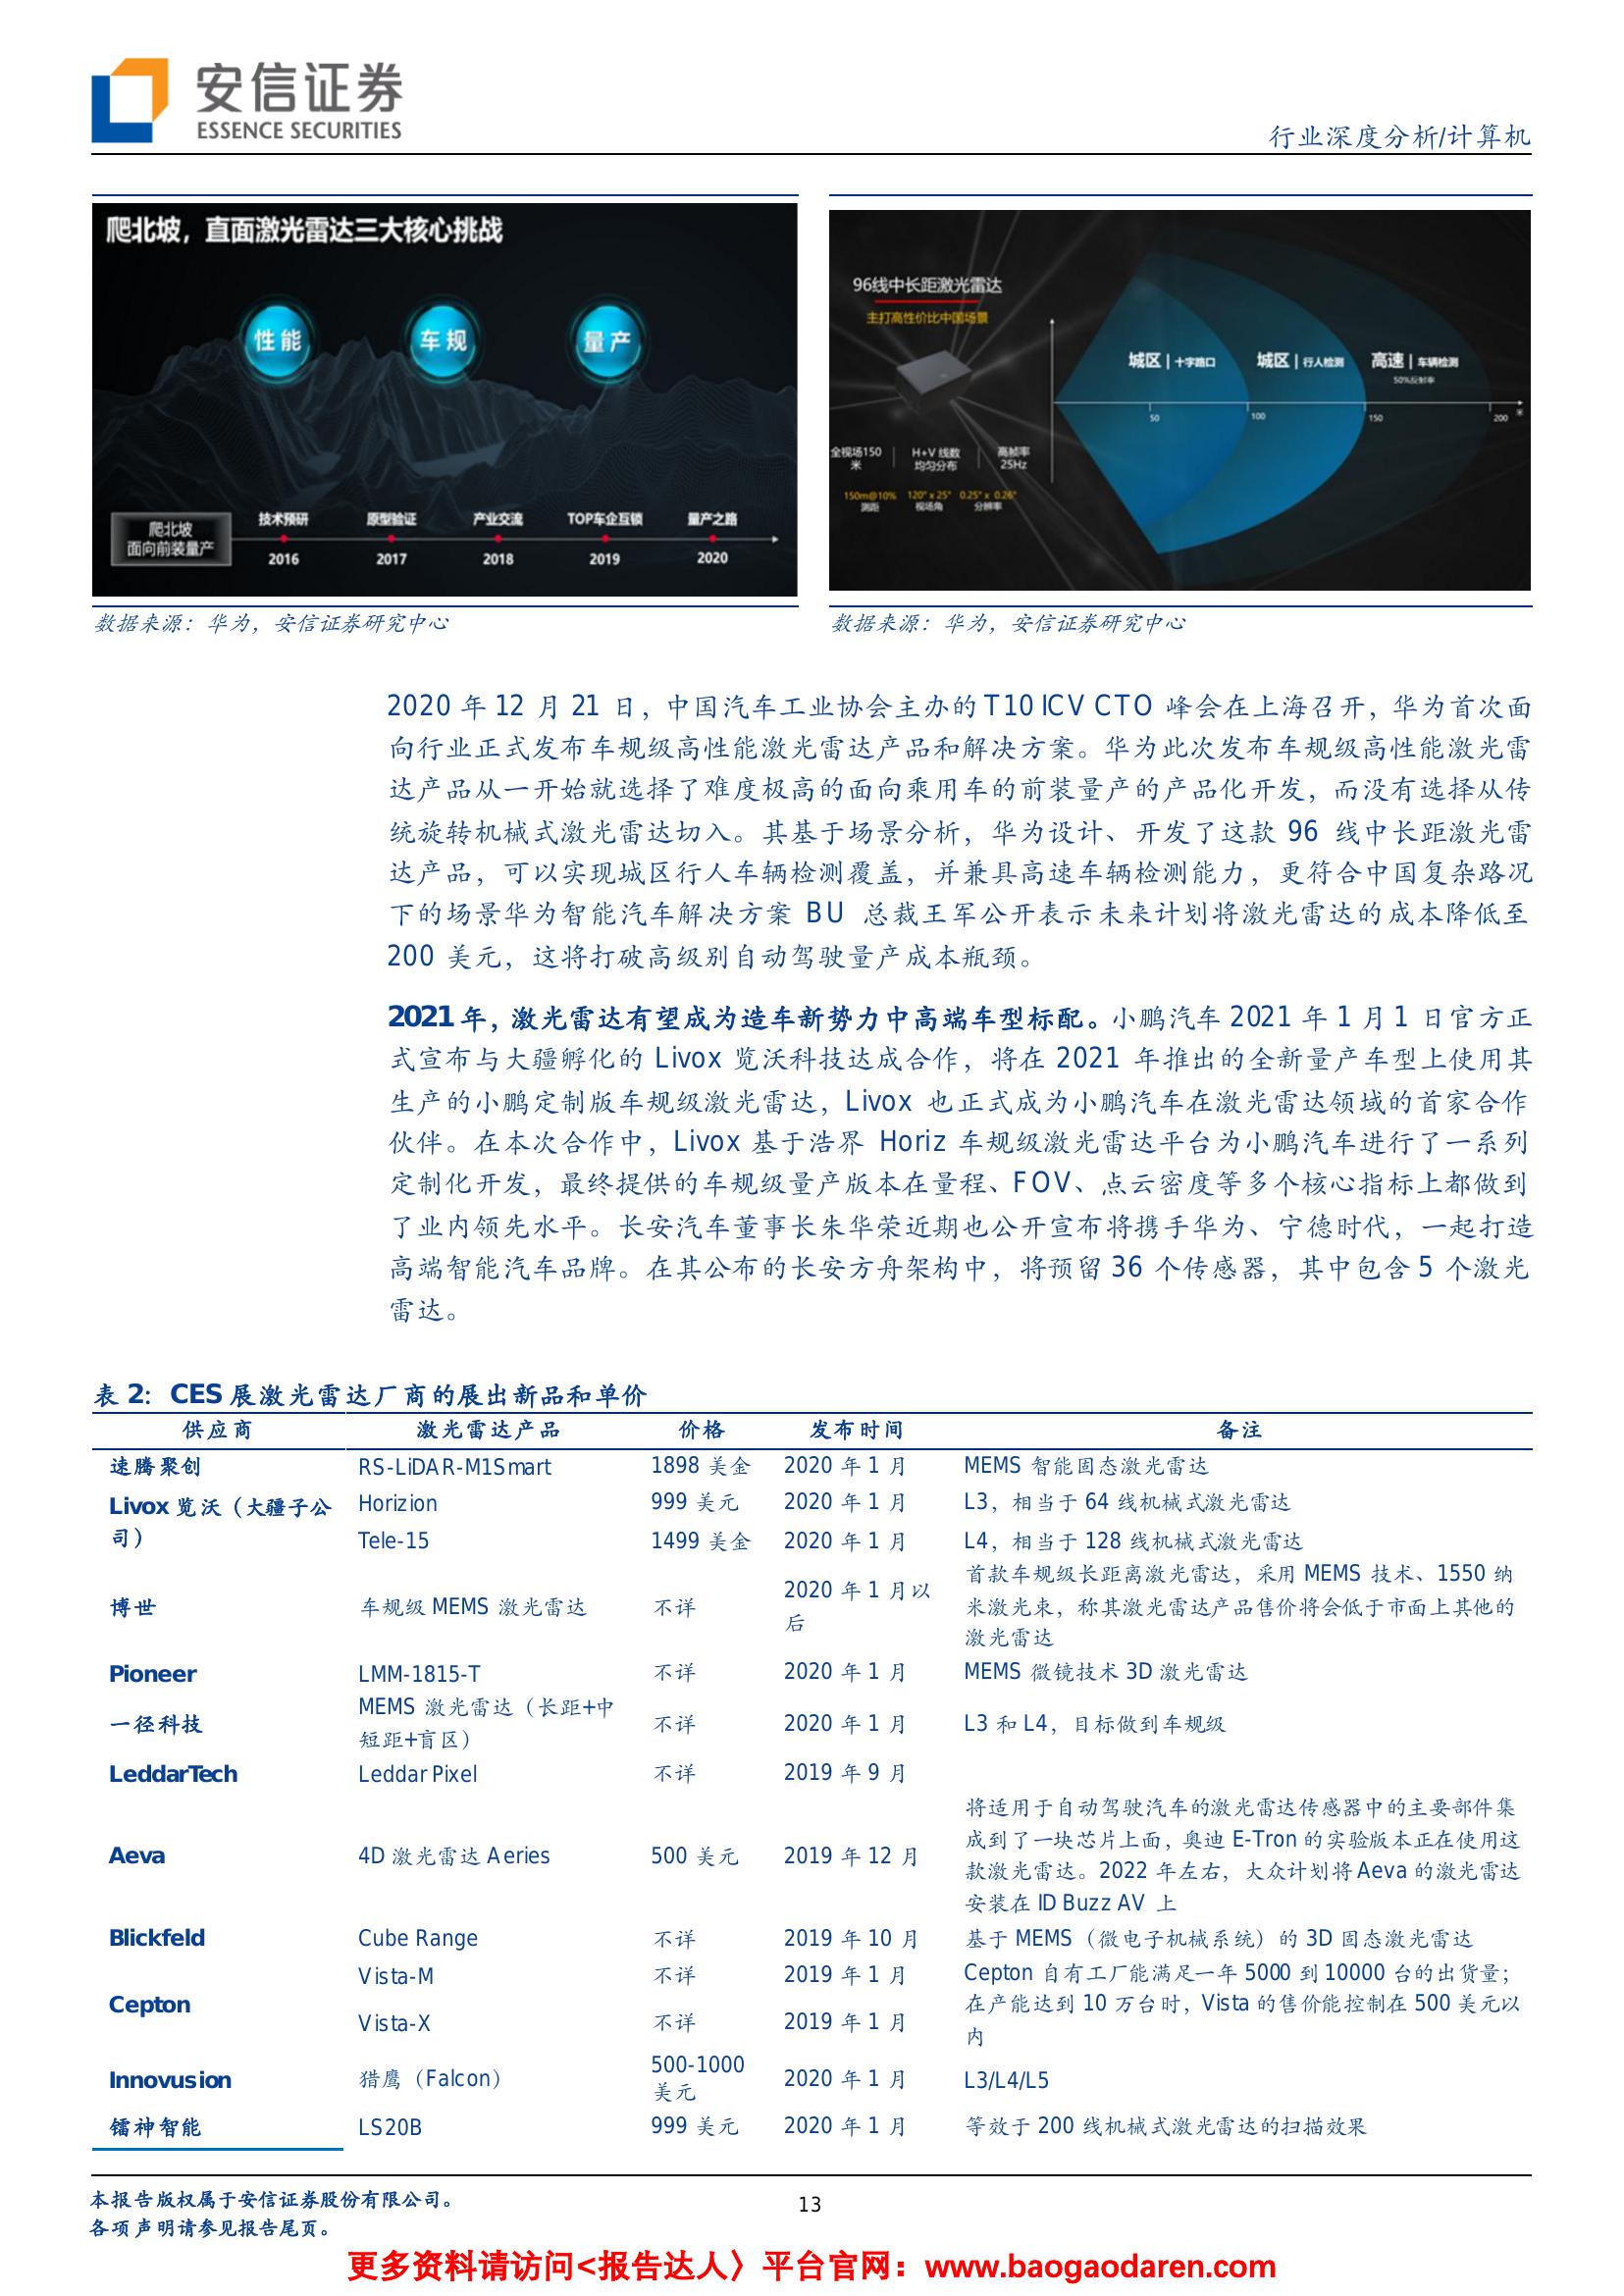 安信证券
ESSENCE SECURITIES
行业深度分析/计算机
爬北坡，直面激光雷达三大核心挑战
性能
车规
量产
爬北坡
面向前装量产
技术预研
原型验证
产业交流
TOP车企互锁
量产之路
2016
2017
2018
2019
2020
数据来源：华为，安信证券研究中心
96线中长距激光雷达
主打高性价比中国场景
城区 | 十字路口
城区 | 行人检测
高速 | 车辆检测
50%反射率
50
100
150
200
米
全视场150
米
H+V 线数
均匀分布
高帧率
25Hz
150m@10%
测距
120° x 25°
视场角
0.25° x 0.26°
分辨率
数据来源：华为，安信证券研究中心
2020 年 12 月 21 日，中国汽车工业协会主办的 T10 ICV CTO 峰会在上海召开，华为首次面
向行业正式发布车规级高性能激光雷达产品和解决方案。华为此次发布车规级高性能激光雷
达产品从一开始就选择了难度极高的面向乘用车的前装量产的产品化开发，而没有选择从传
统旋转机械式激光雷达切入。其基于场景分析，华为设计、开发了这款 96 线中长距激光雷
达产品，可以实现城区行人车辆检测覆盖，并兼具高速车辆检测能力，更符合中国复杂路况
下的场景华为智能汽车解决方案 BU 总裁王军公开表示未来计划将激光雷达的成本降低至
200 美元，这将打破高级别自动驾驶量产成本瓶颈。
2021 年，激光雷达有望成为造车新势力中高端车型标配。小鹏汽车 2021 年 1 月 1 日官方正
式宣布与大疆孵化的 Livox 览沃科技达成合作，将在 2021 年推出的全新量产车型上使用其
生产的小鹏定制版车规级激光雷达，Livox 也正式成为小鹏汽车在激光雷达领域的首家合作
伙伴。在本次合作中，Livox 基于浩界 Horiz 车规级激光雷达平台为小鹏汽车进行了一系列
定制化开发，最终提供的车规级量产版本在量程、FOV、点云密度等多个核心指标上都做到
了业内领先水平。长安汽车董事长朱华荣近期也公开宣布将携手华为、宁德时代，一起打造
高端智能汽车品牌。在其公布的长安方舟架构中，将预留 36 个传感器，其中包含 5 个激光
雷达。
表 2：CES 展激光雷达厂商的展出新品和单价
供应商 激光雷达产品 价格 发布时间 备注
速腾聚创 RS-LiDAR-M1Smart 1898 美金 2020 年 1 月 MEMS 智能固态激光雷达
Livox 览沃（大疆子公
司）
Horizion 999 美元 2020 年 1 月 L3，相当于 64 线机械式激光雷达
Tele-15 1499 美金 2020 年 1 月 L4，相当于 128 线机械式激光雷达
博世 车规级 MEMS 激光雷达 不详
2020 年 1 月以
后
首款车规级长距离激光雷达，采用 MEMS 技术、1550 纳
米激光束，称其激光雷达产品售价将会低于市面上其他的
激光雷达
Pioneer LMM-1815-T 不详 2020 年 1 月 MEMS 微镜技术 3D 激光雷达
一径科技
MEMS 激光雷达（长距+中
短距+盲区）
不详 2020 年 1 月 L3 和 L4，目标做到车规级
LeddarTech Leddar Pixel 不详 2019 年 9 月
Aeva 4D 激光雷达 Aeries 500 美元 2019 年 12 月
将适用于自动驾驶汽车的激光雷达传感器中的主要部件集
成到了一块芯片上面，奥迪 E-Tron 的实验版本正在使用这
款激光雷达。2022 年左右，大众计划将 Aeva 的激光雷达
安装在 ID Buzz AV 上
Blickfeld Cube Range 不详 2019 年 10 月 基于 MEMS（微电子机械系统）的 3D 固态激光雷达
Cepton
Vista-M 不详 2019 年 1 月
Vista-X 不详 2019 年 1 月
Cepton 自有工厂能满足一年 5000 到 10000 台的出货量；
在产能达到 10 万台时，Vista 的售价能控制在 500 美元以
内
Innovusion 猎鹰（Falcon）
500-1000
美元
2020 年 1 月 L3/L4/L5
镭神智能 LS20B 999 美元 2020 年 1 月 等效于 200 线机械式激光雷达的扫描效果
本报告版权属于安信证券股份有限公司。
各项声明请参见报告尾页。
13
更多资料请访问<报告达人〉平台官网：www.baogaodaren.com